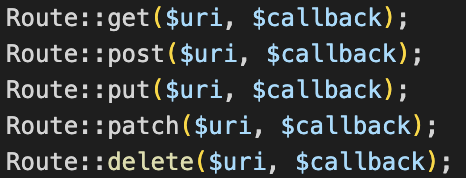 Route::get($uri, $callback);
Route::post($uri, $callback);
Route::put($uri, $callback);
Route::patch($uri, $callback);
Route::delete($uri, $callback);